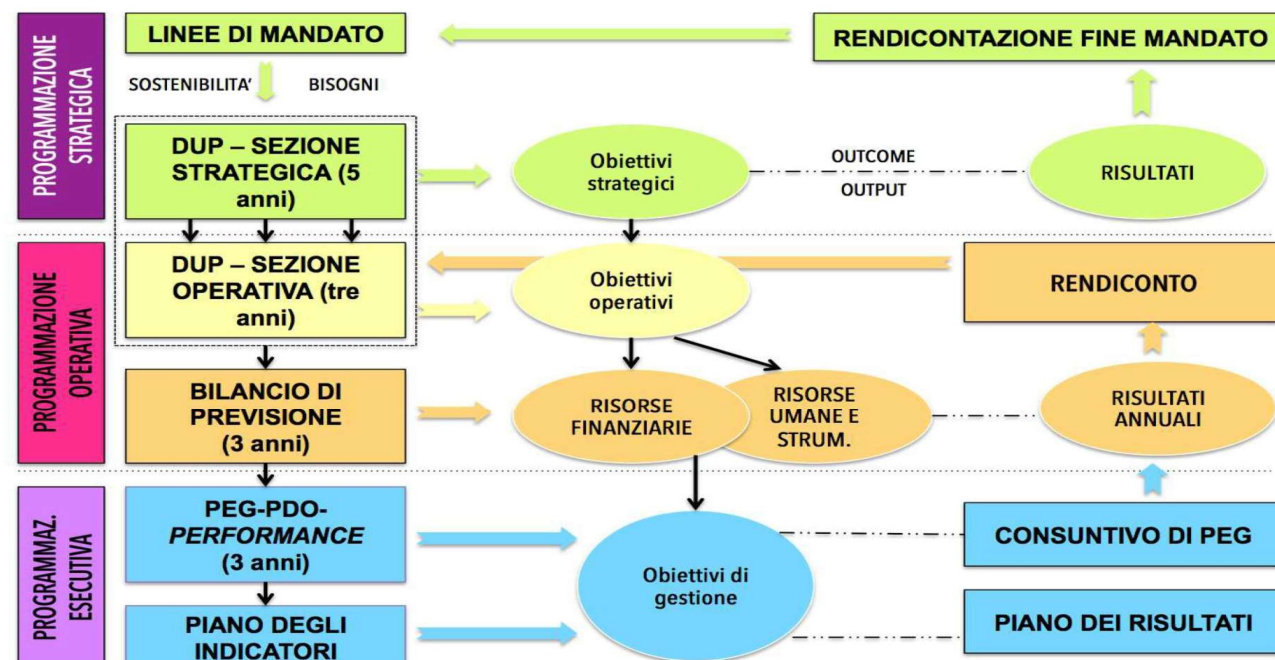 PROGRAMMAZIONE
STRATEGICA
LINEE DI MANDATO
RENDICONTAZIONE FINE MANDATO
SOSTENIBILITA'
BISOGNI
DUP – SEZIONE
STRATEGICA (5
anni)
Obiettivi
strategici
OUTCOME
OUTPUT
RISULTATI
PROGRAMMAZIONE
OPERATIVA
DUP – SEZIONE
OPERATIVA (tre
anni)
Obiettivi
operativi
RENDICONTO
BILANCIO DI
PREVISIONE
(3 anni)
RISORSE
FINANZIARIE
RISORSE
UMANE E
STRUM.
RISULTATI
ANNUALI
PROGRAMMAZ.
ESECUTIVA
PEG-PDO-
PERFORMANCE
(3 anni)
Obiettivi di
gestione
CONSUNTIVO DI PEG
PIANO DEGLI
INDICATORI
PIANO DEI RISULTATI